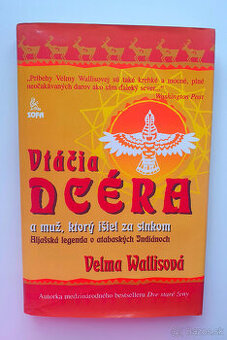 „Príbehy Velmy Wallisovej sú také krehké a mocné, plné
neočakávaných darov ako sám ďaleký sever..."
Washington Post
SOFA
Vtáčia
DCÉRA
a muž, ktorý išiel za slnkom
Aljašská legenda o atabaských Indiánoch
Velma Wallisová
Autorka medzinárodného bestselleru Dve staré ženy